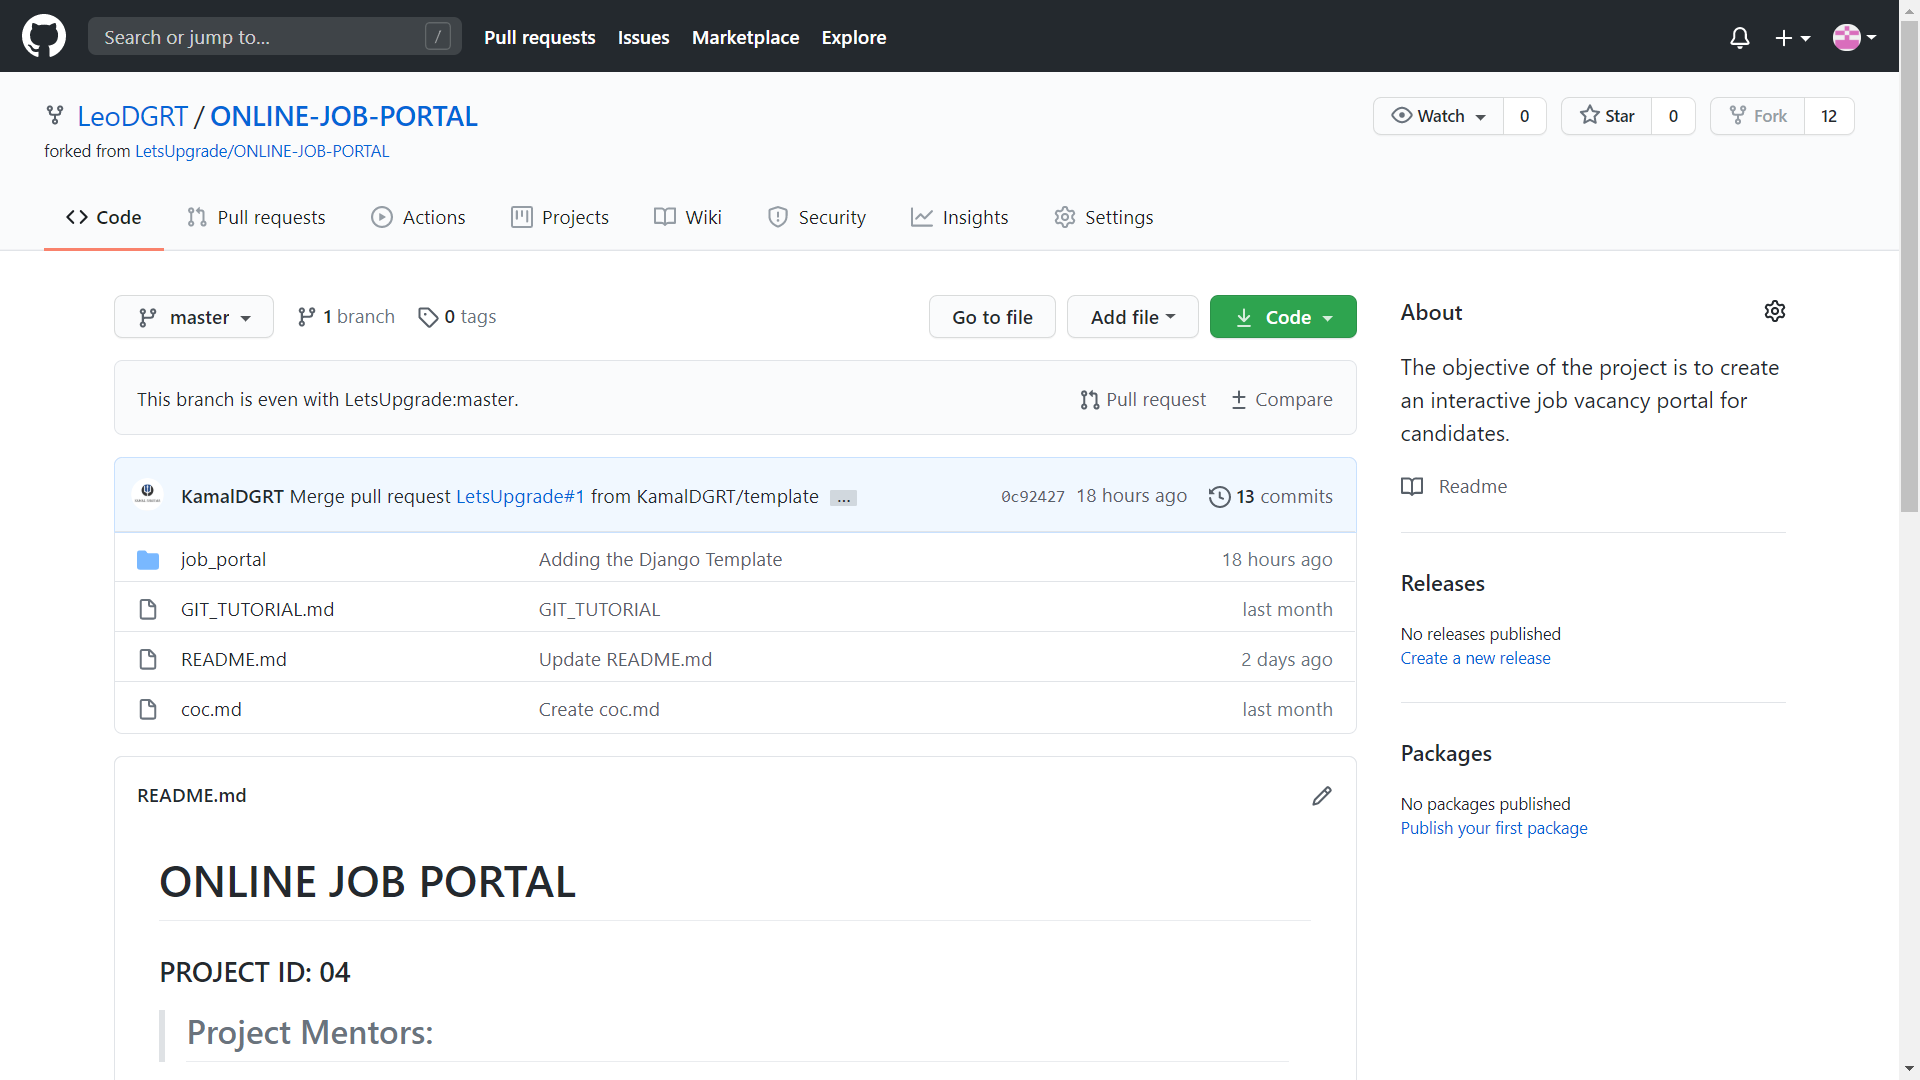 Search or jump to... /
Pull requests Issues Marketplace Explore
LeoDGRT / ONLINE-JOB-PORTAL
forked from LetsUpgrade/ONLINE-JOB-PORTAL
Watch 0 Star 0 Fork 12
Code Pull requests Actions Projects Wiki Security Insights Settings
master 1 branch 0 tags
Go to file Add file Code
This branch is even with LetsUpgrade:master.
Pull request Compare
KamalDGRT Merge pull request LetsUpgrade#1 from KamalDGRT/template ...
0c92427 18 hours ago 13 commits
job_portal Adding the Django Template 18 hours ago
GIT_TUTORIAL.md GIT_TUTORIAL last month
README.md Update README.md 2 days ago
coc.md Create coc.md last month
README.md
ONLINE JOB PORTAL
PROJECT ID: 04
Project Mentors:
About
The objective of the project is to create
an interactive job vacancy portal for
candidates.
Readme
Releases
No releases published
Create a new release
Packages
No packages published
Publish your first package